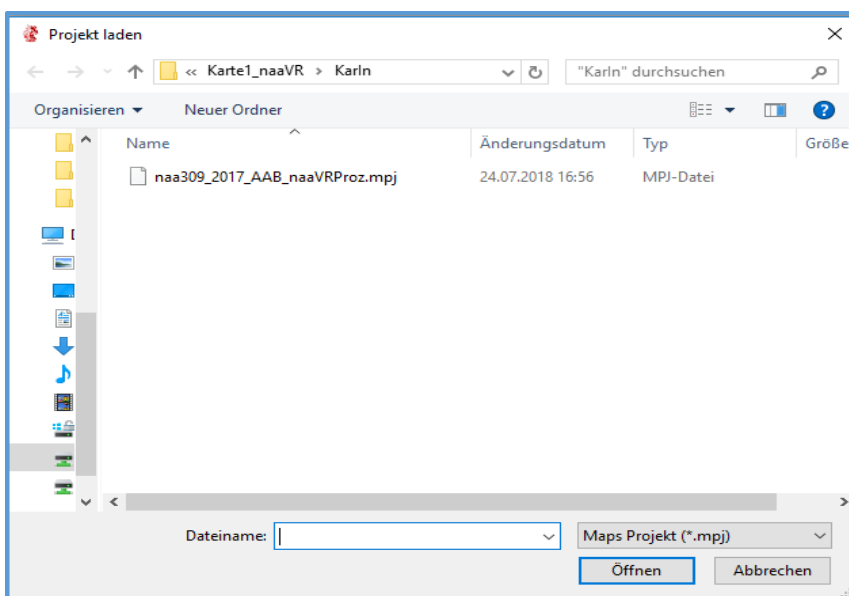 Projekt laden
« Karte1_naaVR > Karln
"Karln" durchsuchen
Organisieren Neuer Ordner
Name Änderungsdatum Typ Größe
naa309_2017_AAB_naaVRProz.mpj 24.07.2018 16:56 MPJ-Datei
Dateiname: Maps Projekt (*.mpj)
Öffnen Abbrechen